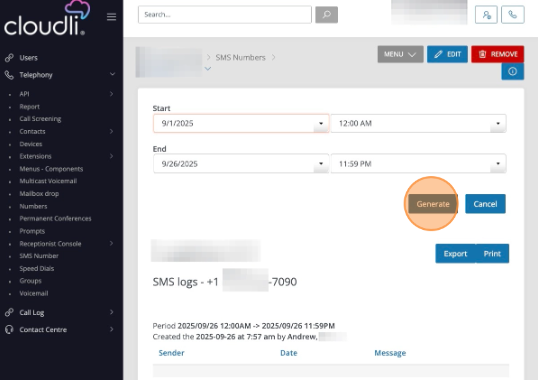 cloudli.
Search...
Users
Telephony
API
Report
Call Screening
Contacts
Devices
Extensions
Menus - Components
Multicast Voicemail
Mailbox drop
Numbers
Permanent Conferences
Prompts
Receptionist Console
SMS Number
Speed Dials
Groups
Voicemail
Call Log
Contact Centre
SMS Numbers
MENU
EDIT
REMOVE
Start
9/1/2025 12:00 AM
End
9/26/2025 11:59 PM
Generate Cancel
Export Print
SMS logs - +1 -7090
Period 2025/09/26 12:00AM -> 2025/09/26 11:59PM
Created the 2025-09-26 at 7:57 am by Andrew,
Sender Date Message